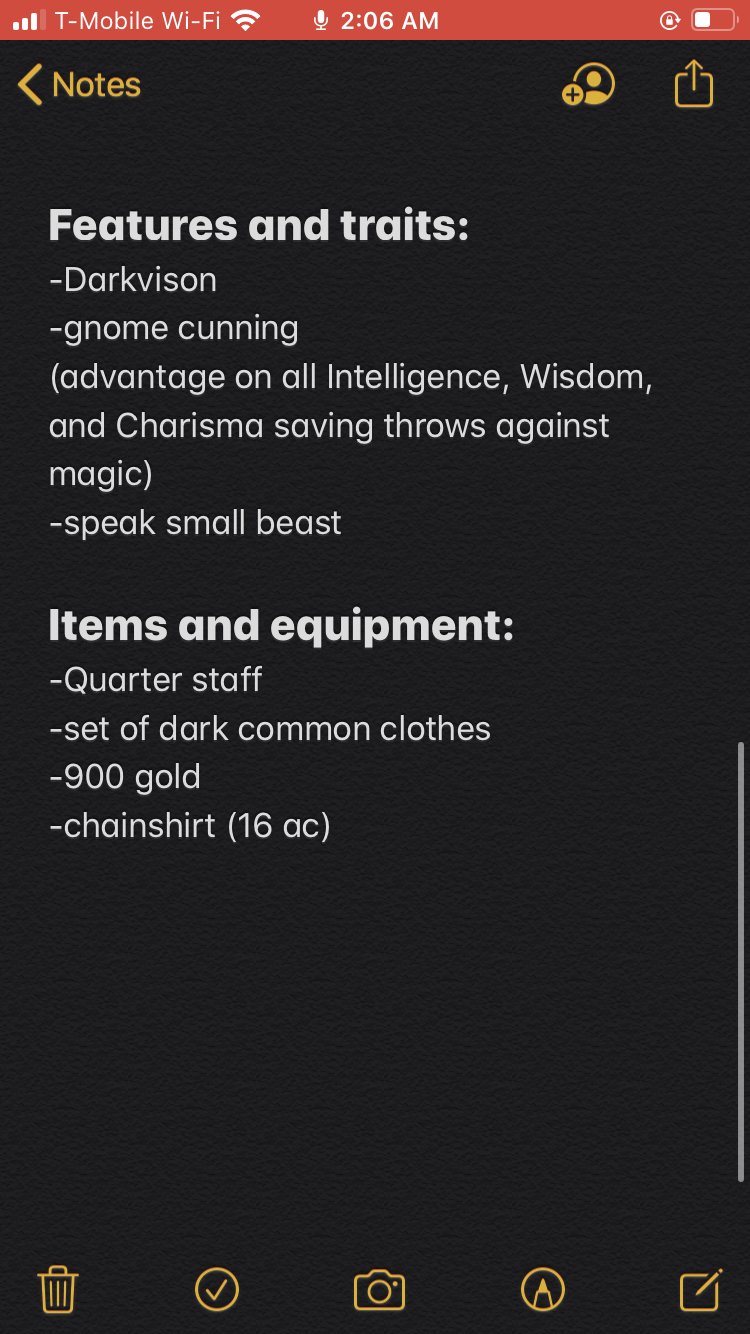 T-Mobile Wi-Fi 2:06 AM
Notes
Features and traits:
-Darkvison
-gnome cunning
(advantage on all Intelligence, Wisdom,
and Charisma saving throws against
magic)
-speak small beast
Items and equipment:
-Quarter staff
-set of dark common clothes
-900 gold
-chainshirt (16 ac)